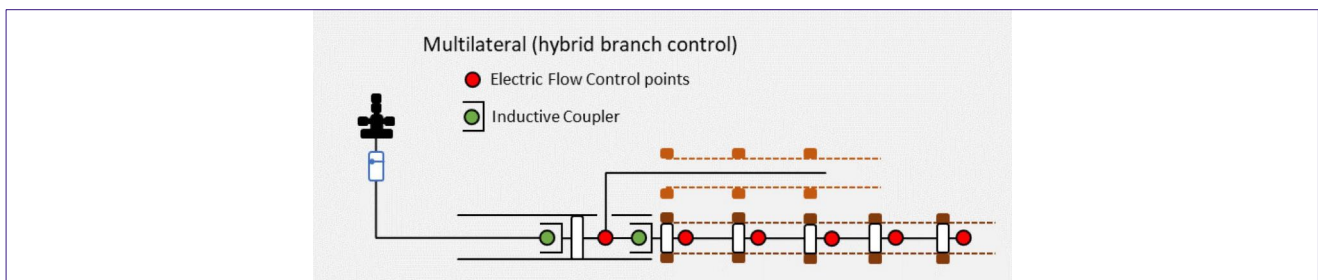 Multilateral (hybrid branch control)
Electric Flow Control points
Inductive Coupler